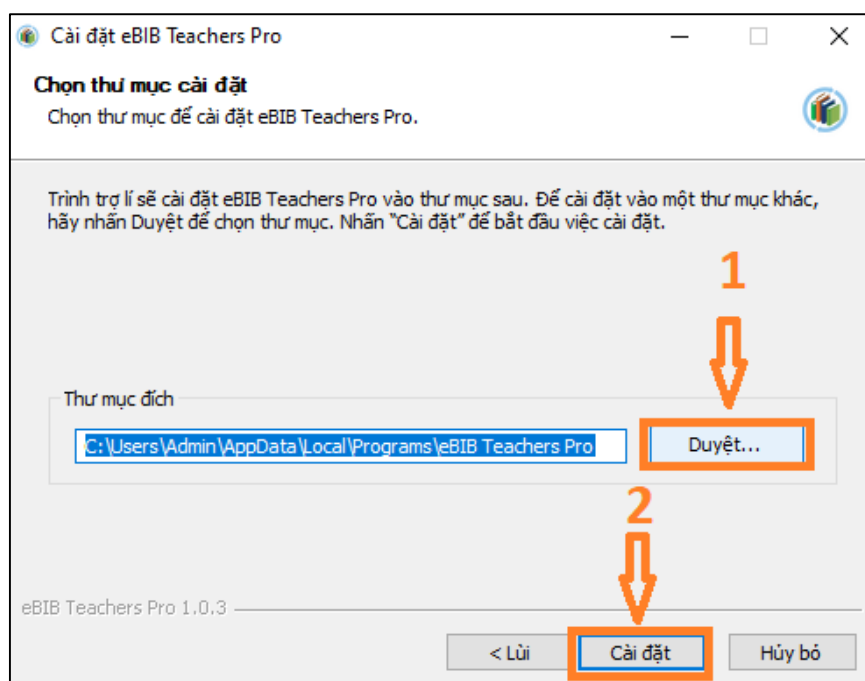 Cài đặt eBIB Teachers Pro
Chọn thư mục cài đặt
Chọn thư mục để cài đặt eBIB Teachers Pro.
Trình trợ lí sẽ cài đặt eBIB Teachers Pro vào thư mục sau. Để cài đặt vào một thư mục khác,
hãy nhấn Duyệt để chọn thư mục. Nhấn “Cài đặt” để bắt đầu việc cài đặt.
1
Thư mục đích
C:\Users\Admin\AppData\Local\Programs\eBIB Teachers Pro
Duyệt...
2
eBIB Teachers Pro 1.0.3
< Lùi
Cài đặt
Hủy bỏ